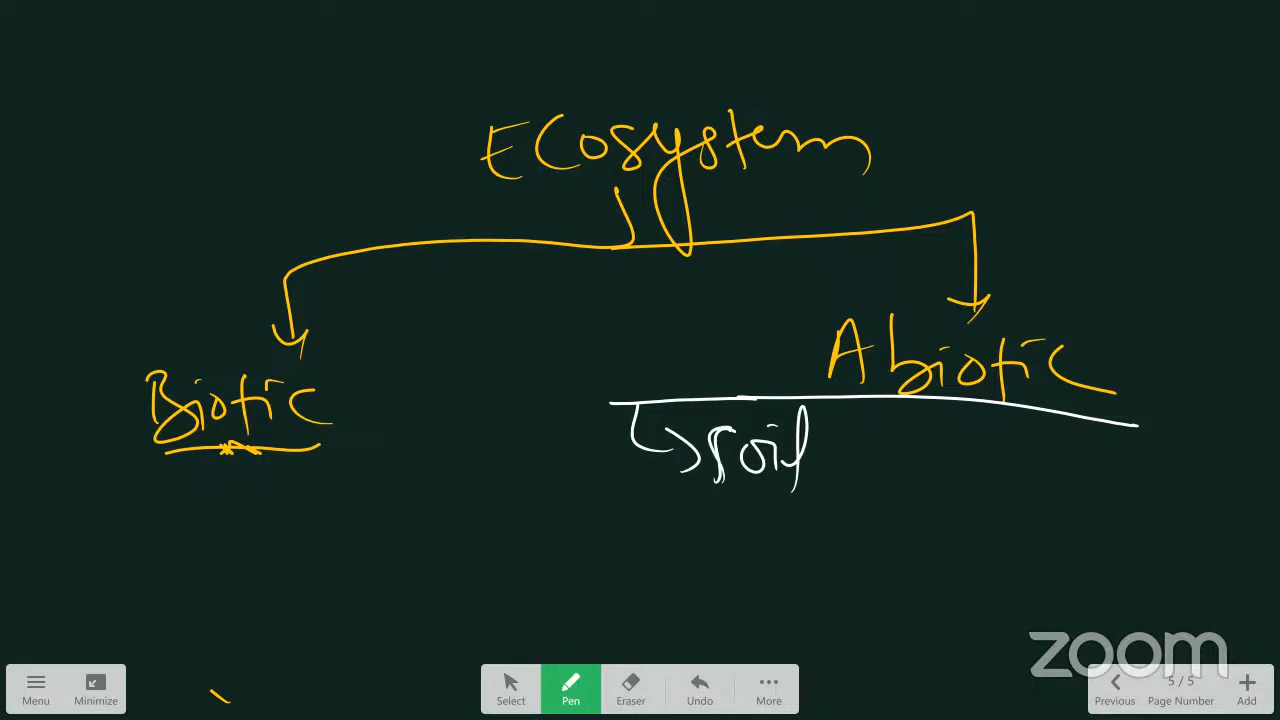 ECosystem
Biotic
Abiotic
soil
zoom
Menu
Minimize
Select
Pen
Eraser
Undo
More
Previous
5 / 5
Page Number
Add